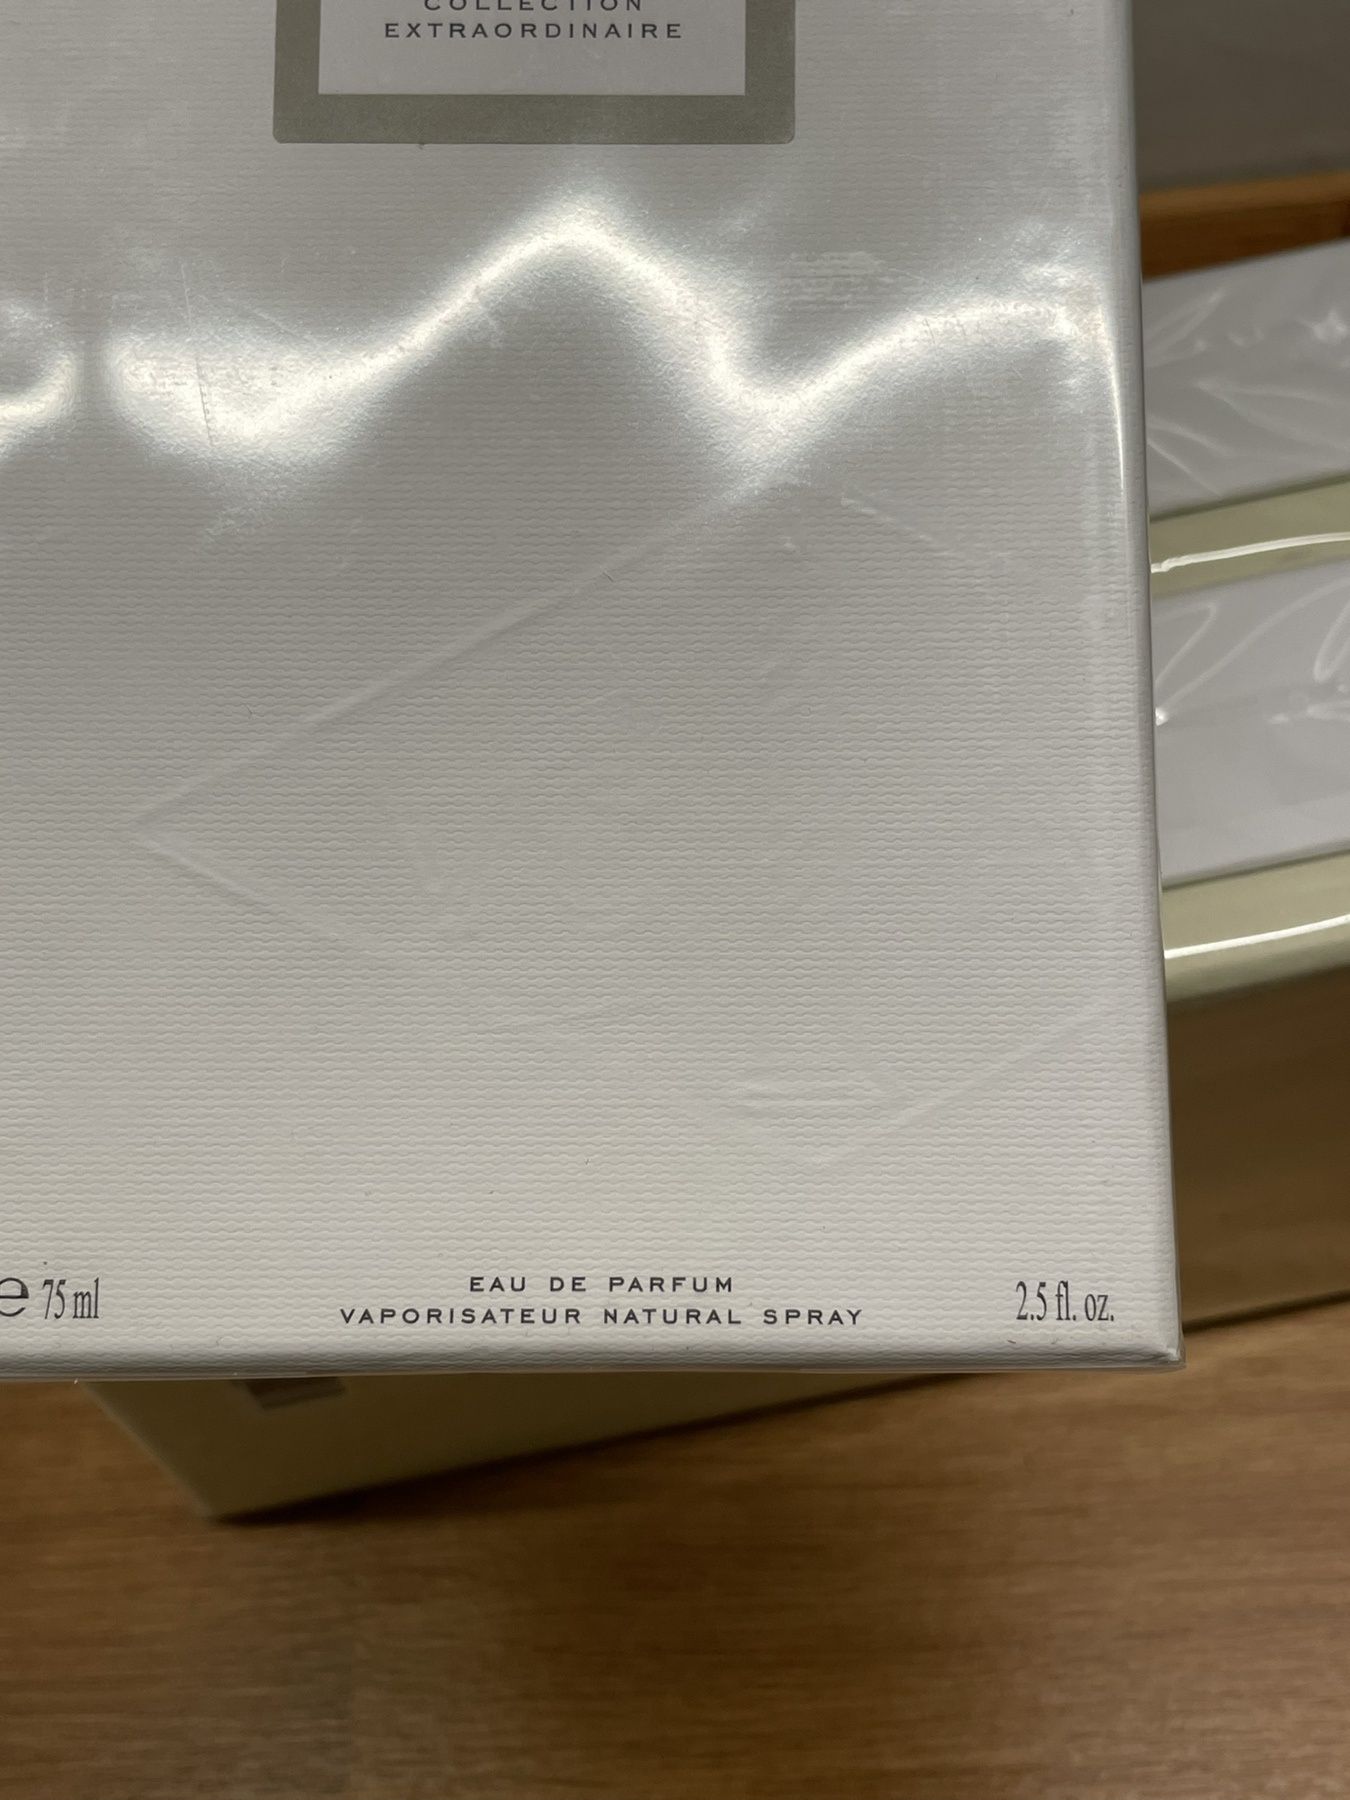 COLLECTION
EXTRAORDINAIRE
e 75 ml
EAU DE PARFUM
VAPORISATEUR NATURAL SPRAY
2.5 fl. oz.